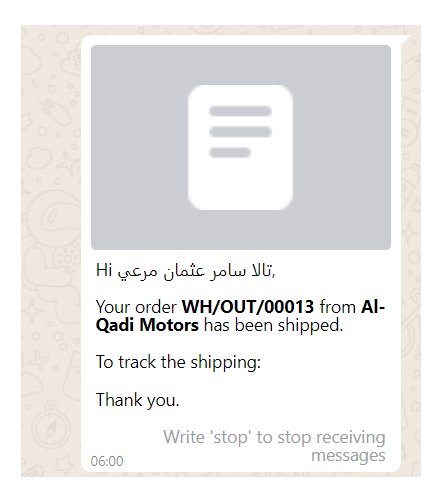 Hi تالا سامر عثمان مرعي,
Your order WH/OUT/00013 from Al-
Qadi Motors has been shipped.
To track the shipping:
Thank you.
Write 'stop' to stop receiving
messages
06:00